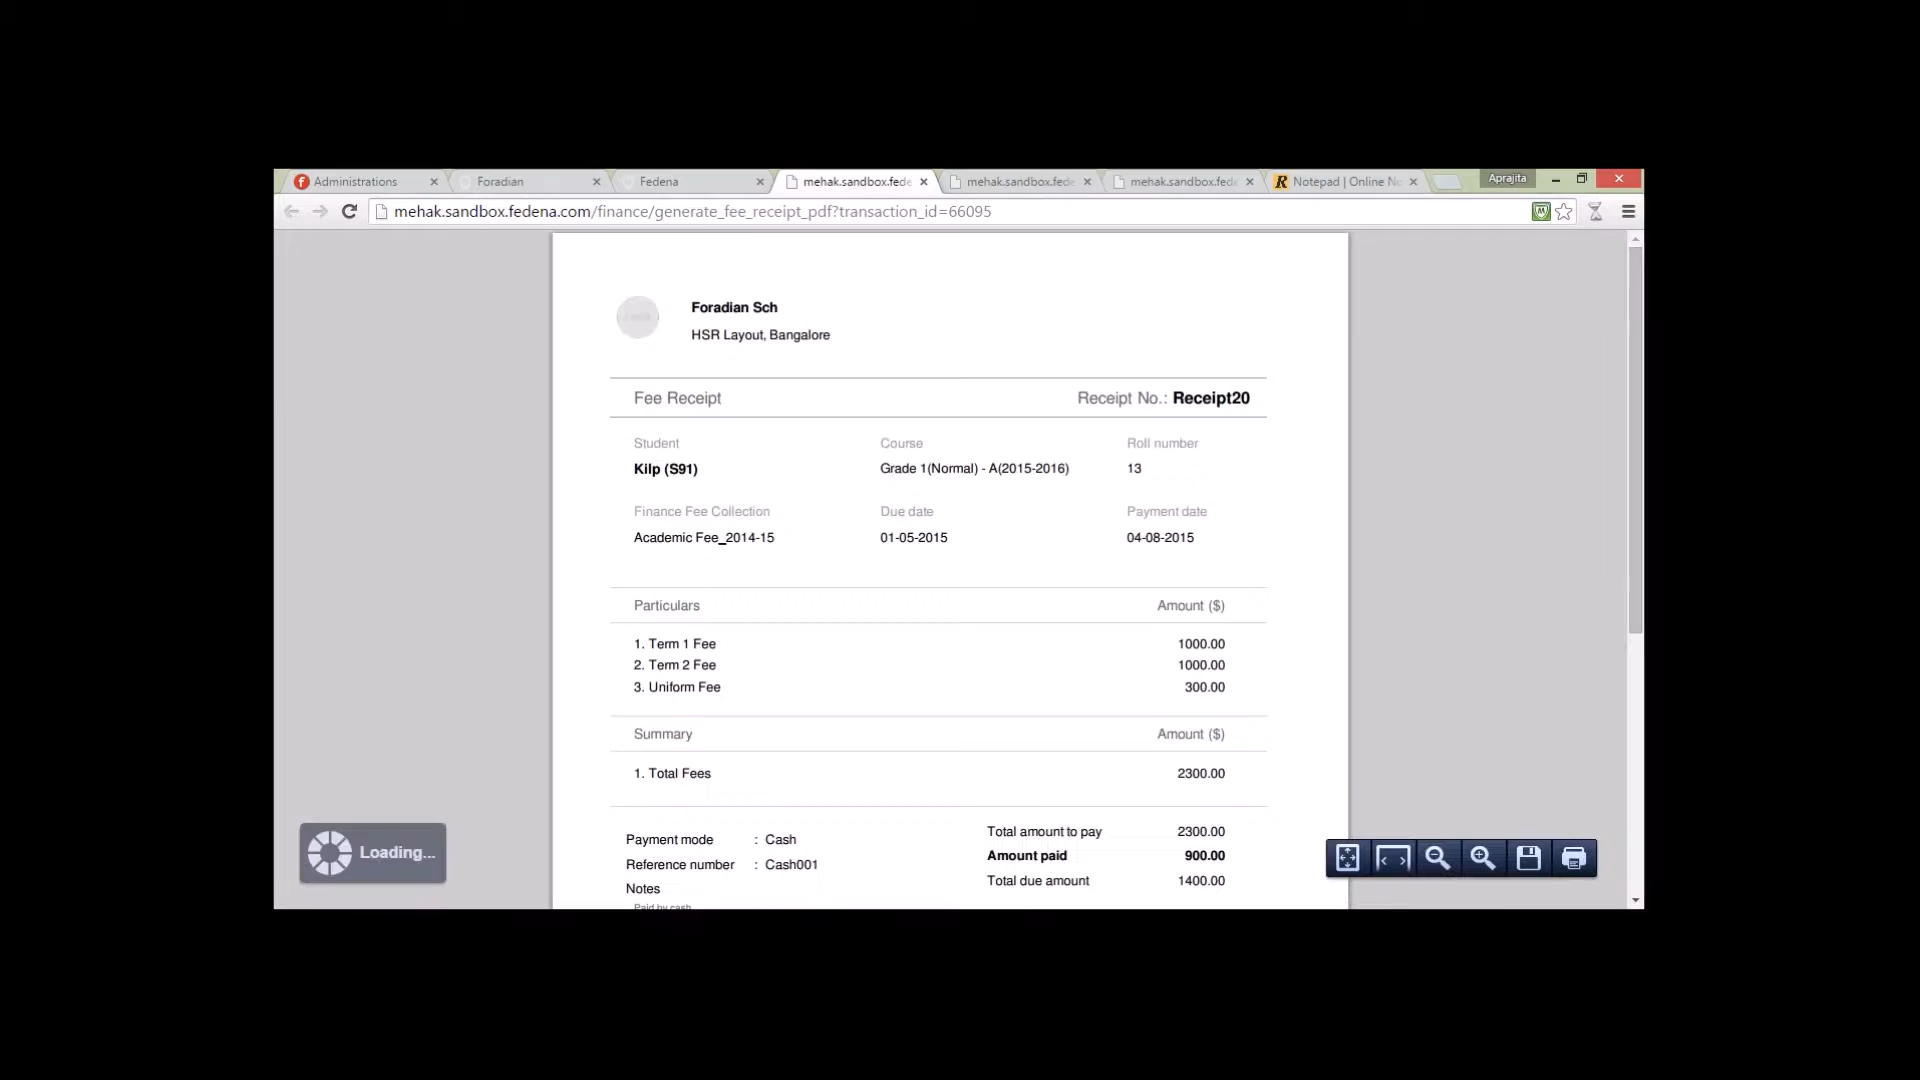 Administrations
Foradian
Fedena
mehak.sandbox.fede
mehak.sandbox.fede
mehak.sandbox.fede
Notepad | Online No
Aprajita
mehak.sandbox.fedena.com/finance/generate_fee_receipt_pdf?transaction_id=66095
Foradian Sch
HSR Layout, Bangalore
Fee Receipt Receipt No.: Receipt20
Student Course Roll number
Kilp (S91) Grade 1(Normal) - A(2015-2016) 13
Finance Fee Collection Due date Payment date
Academic Fee_2014-15 01-05-2015 04-08-2015
Particulars Amount ($)
1. Term 1 Fee 1000.00
2. Term 2 Fee 1000.00
3. Uniform Fee 300.00
Summary Amount ($)
1. Total Fees 2300.00
Total amount to pay 2300.00
Payment mode : Cash
Amount paid 900.00
Reference number : Cash001
Total due amount 1400.00
Notes
Paid by cash
Loading...